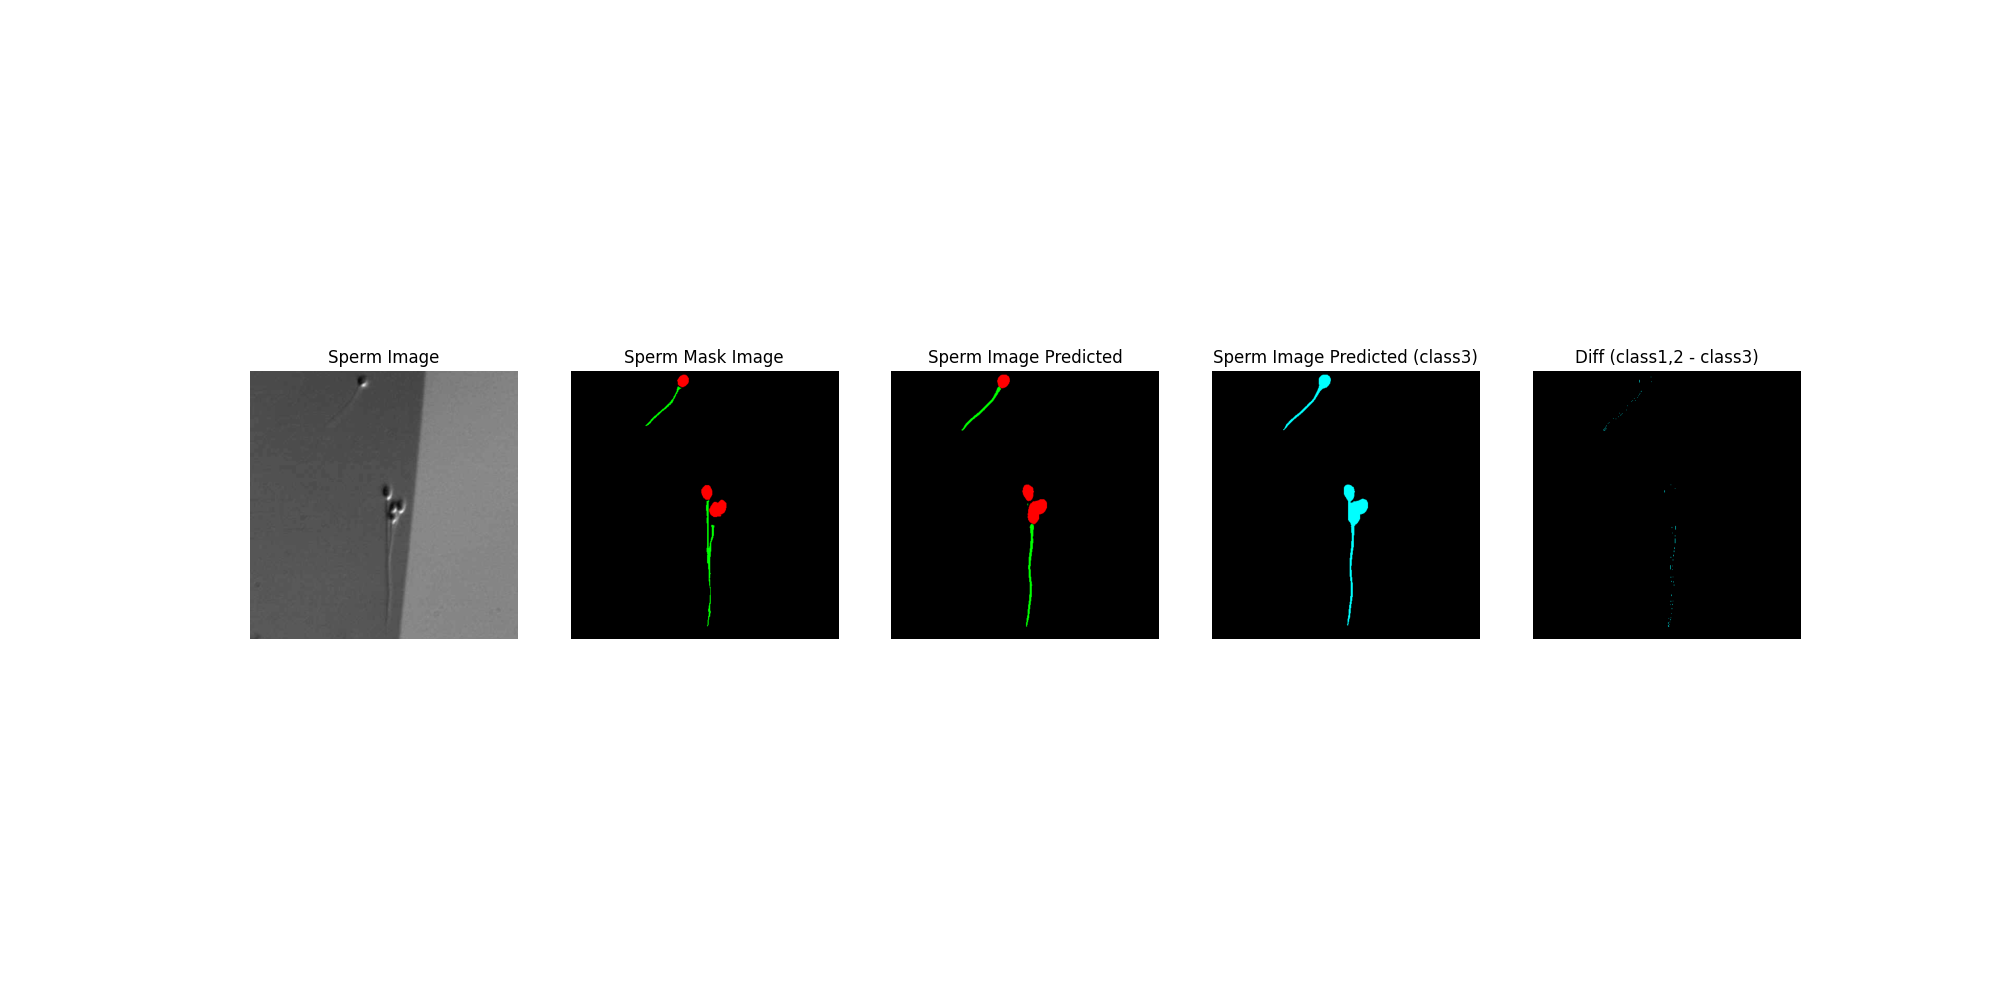 Sperm Image
Sperm Mask Image
Sperm Image Predicted
Sperm Image Predicted (class3)
Diff (class1,2 - class3)